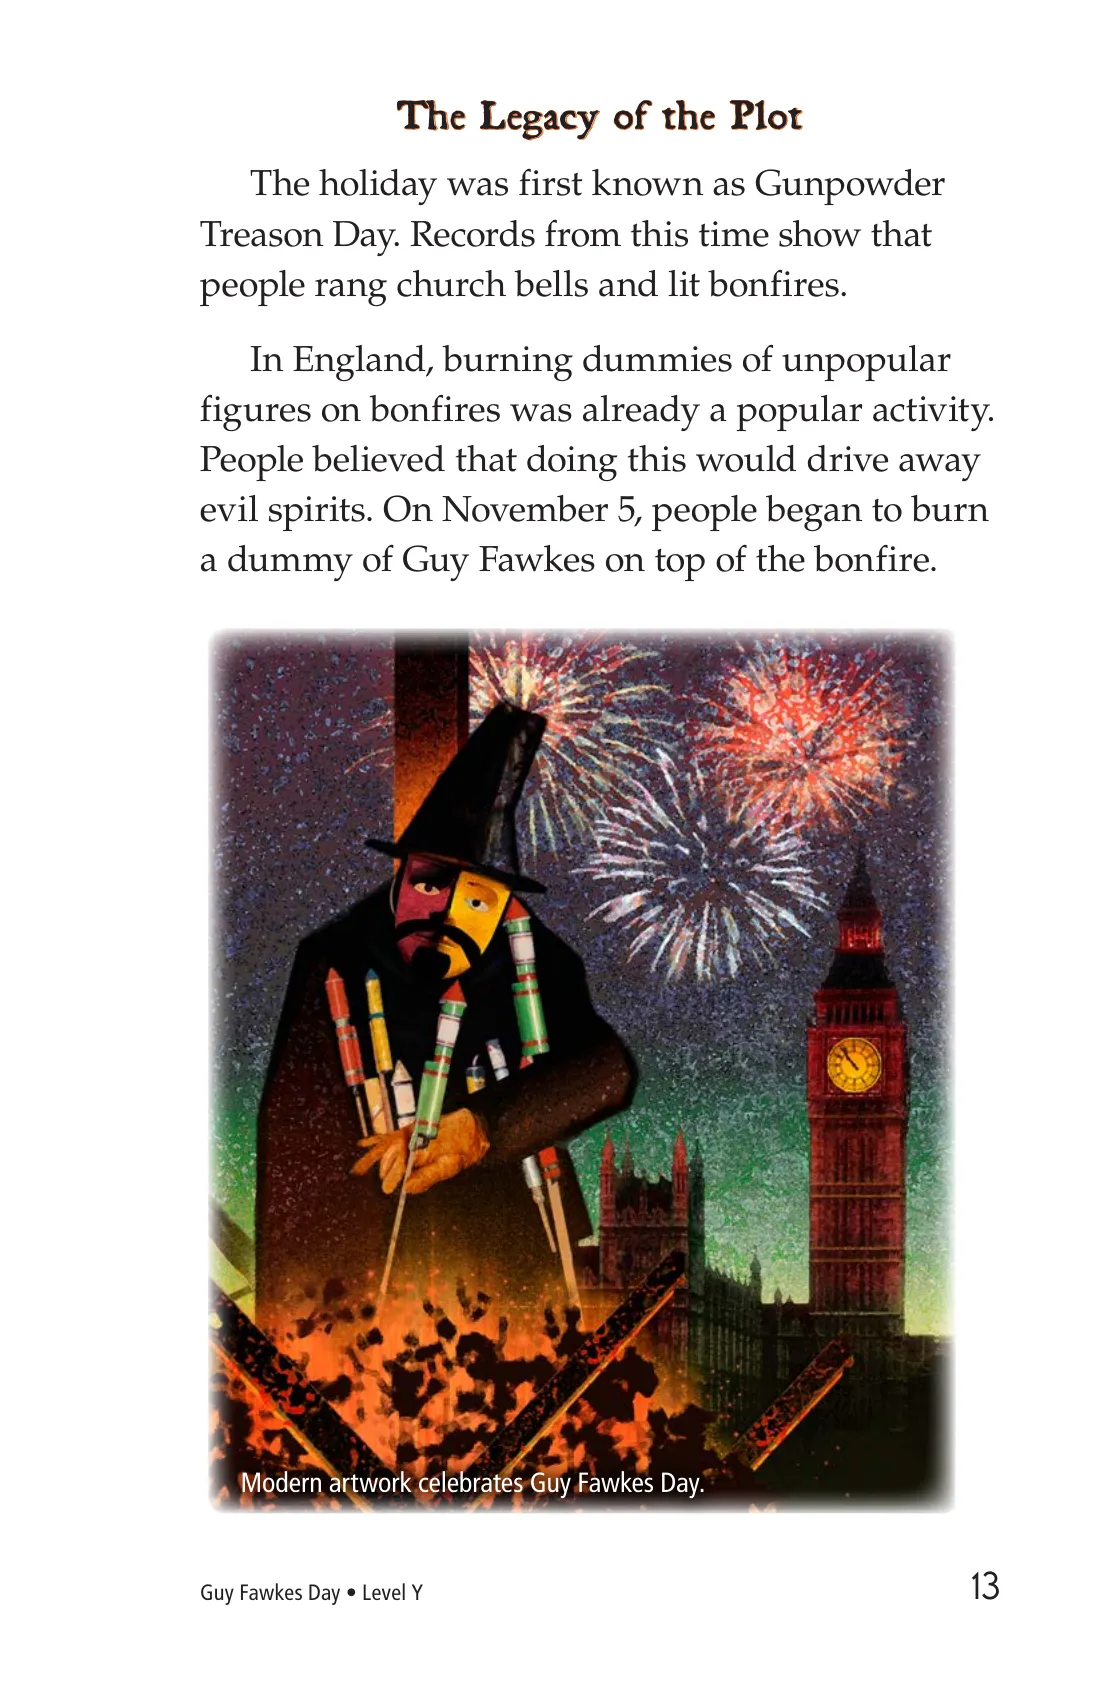 The Legacy of the Plot
The holiday was first known as Gunpowder
Treason Day. Records from this time show that
people rang church bells and lit bonfires.
In England, burning dummies of unpopular
figures on bonfires was already a popular activity.
People believed that doing this would drive away
evil spirits. On November 5, people began to burn
a dummy of Guy Fawkes on top of the bonfire.
Modern artwork celebrates Guy Fawkes Day.
Guy Fawkes Day • Level Y
13